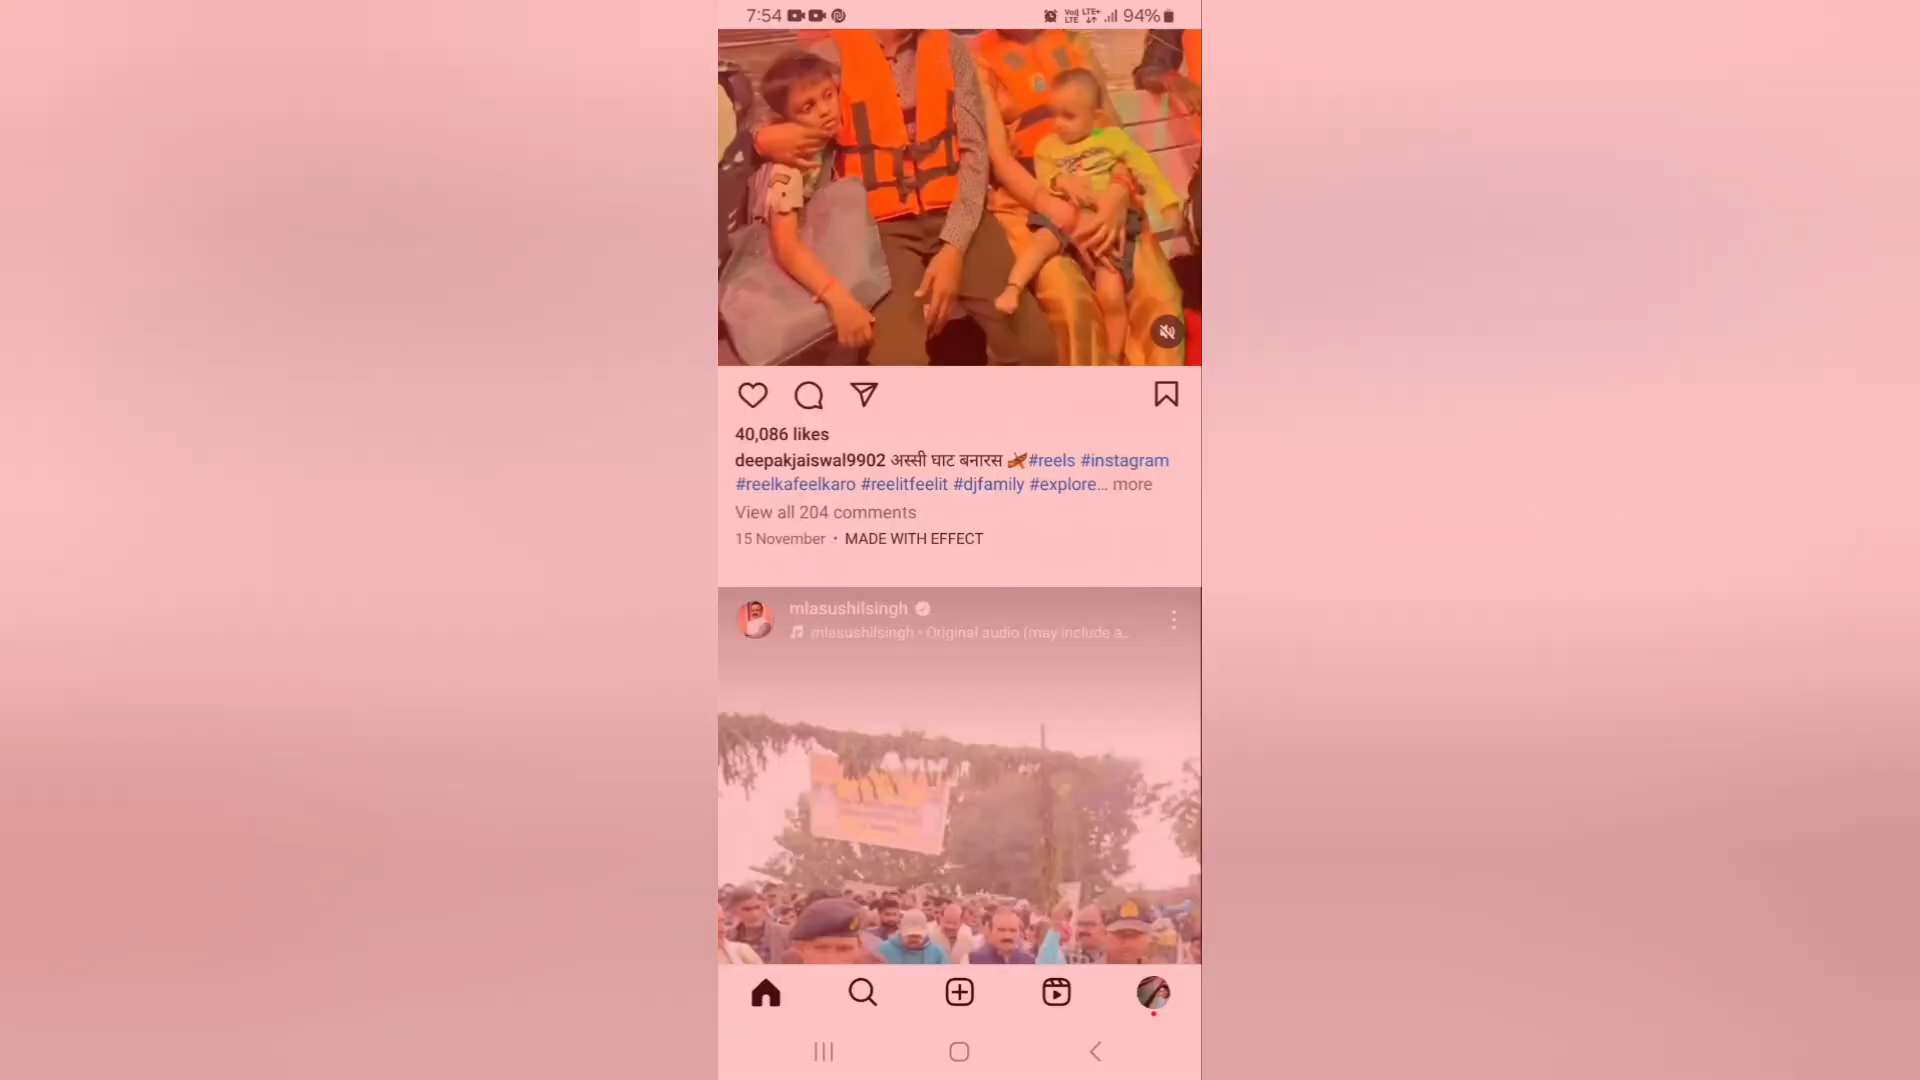 7:54 94%
40,086 likes
deepakjaiswal9902 अस्सी घाट बनारस 🛶#reels #instagram
#reelkafeelkaro #reelitfeelit #djfamily #explore... more
View all 204 comments
15 November • MADE WITH EFFECT
mlasushilsingh
mlasushilsingh • Original audio (may include a...